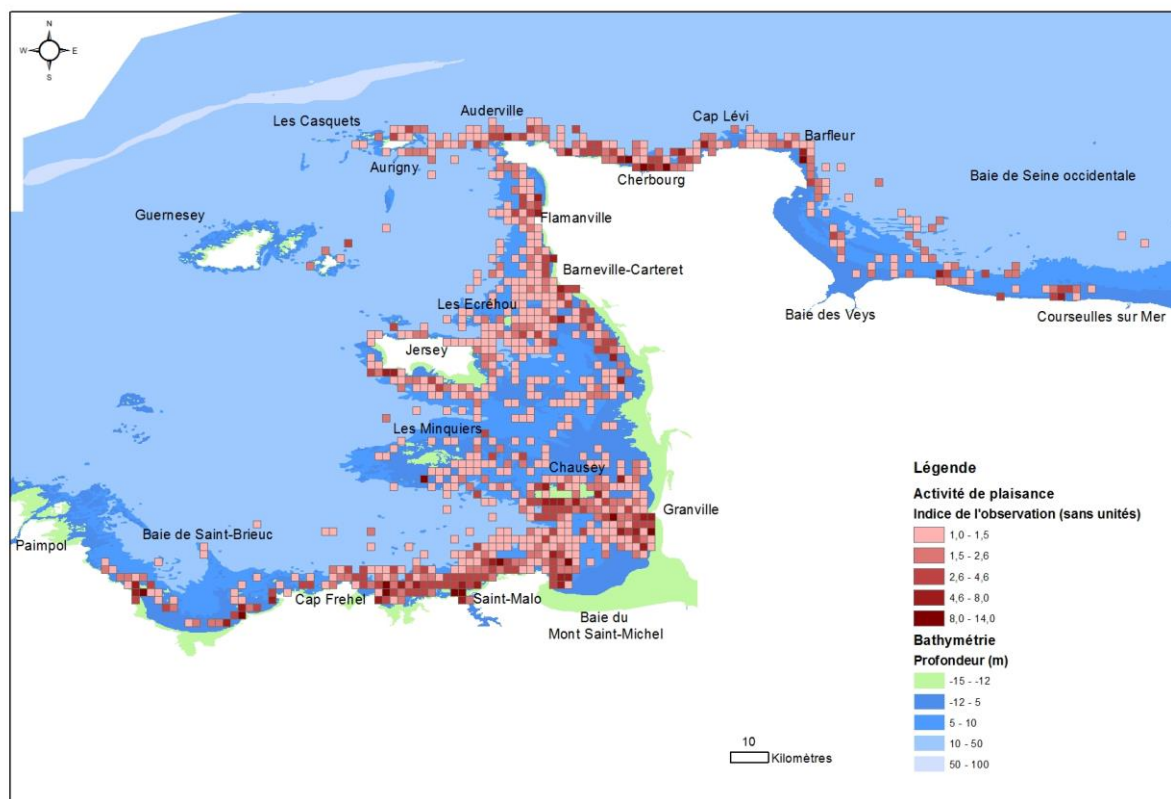 N
W E
S
Auderville
Les Casquets
Cap Lévi
Barfleur
Aurigny
Cherbourg
Baie de Seine occidentale
Guernesey
Flamanville
Barneville-Carteret
Les Ecréhou
Baie des Veys
Courseulles sur Mer
Jersey
Les Minquiers
Chausey
Granville
Baie de Saint-Brieuc
Paimpol
Cap Frehel
Saint-Malo
Baie du
Mont Saint-Michel
Légende
Activité de plaisance
Indice de l'observation (sans unités)
1,0 - 1,5
1,5 - 2,6
2,6 - 4,6
4,6 - 8,0
8,0 - 14,0
Bathymétrie
Profondeur (m)
-15 - -12
-12 - 5
5 - 10
10 - 50
50 - 100
10
Kilomètres